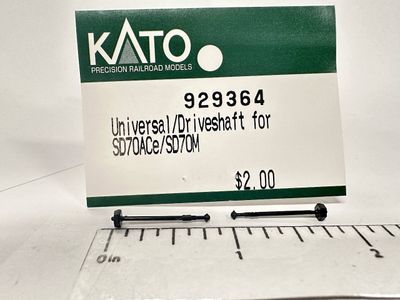 KATO
PRECISION RAILROAD MODELS
929364
Universal/Driveshaft for
SD70ACe/SD70M
$2.00
0in 1 2